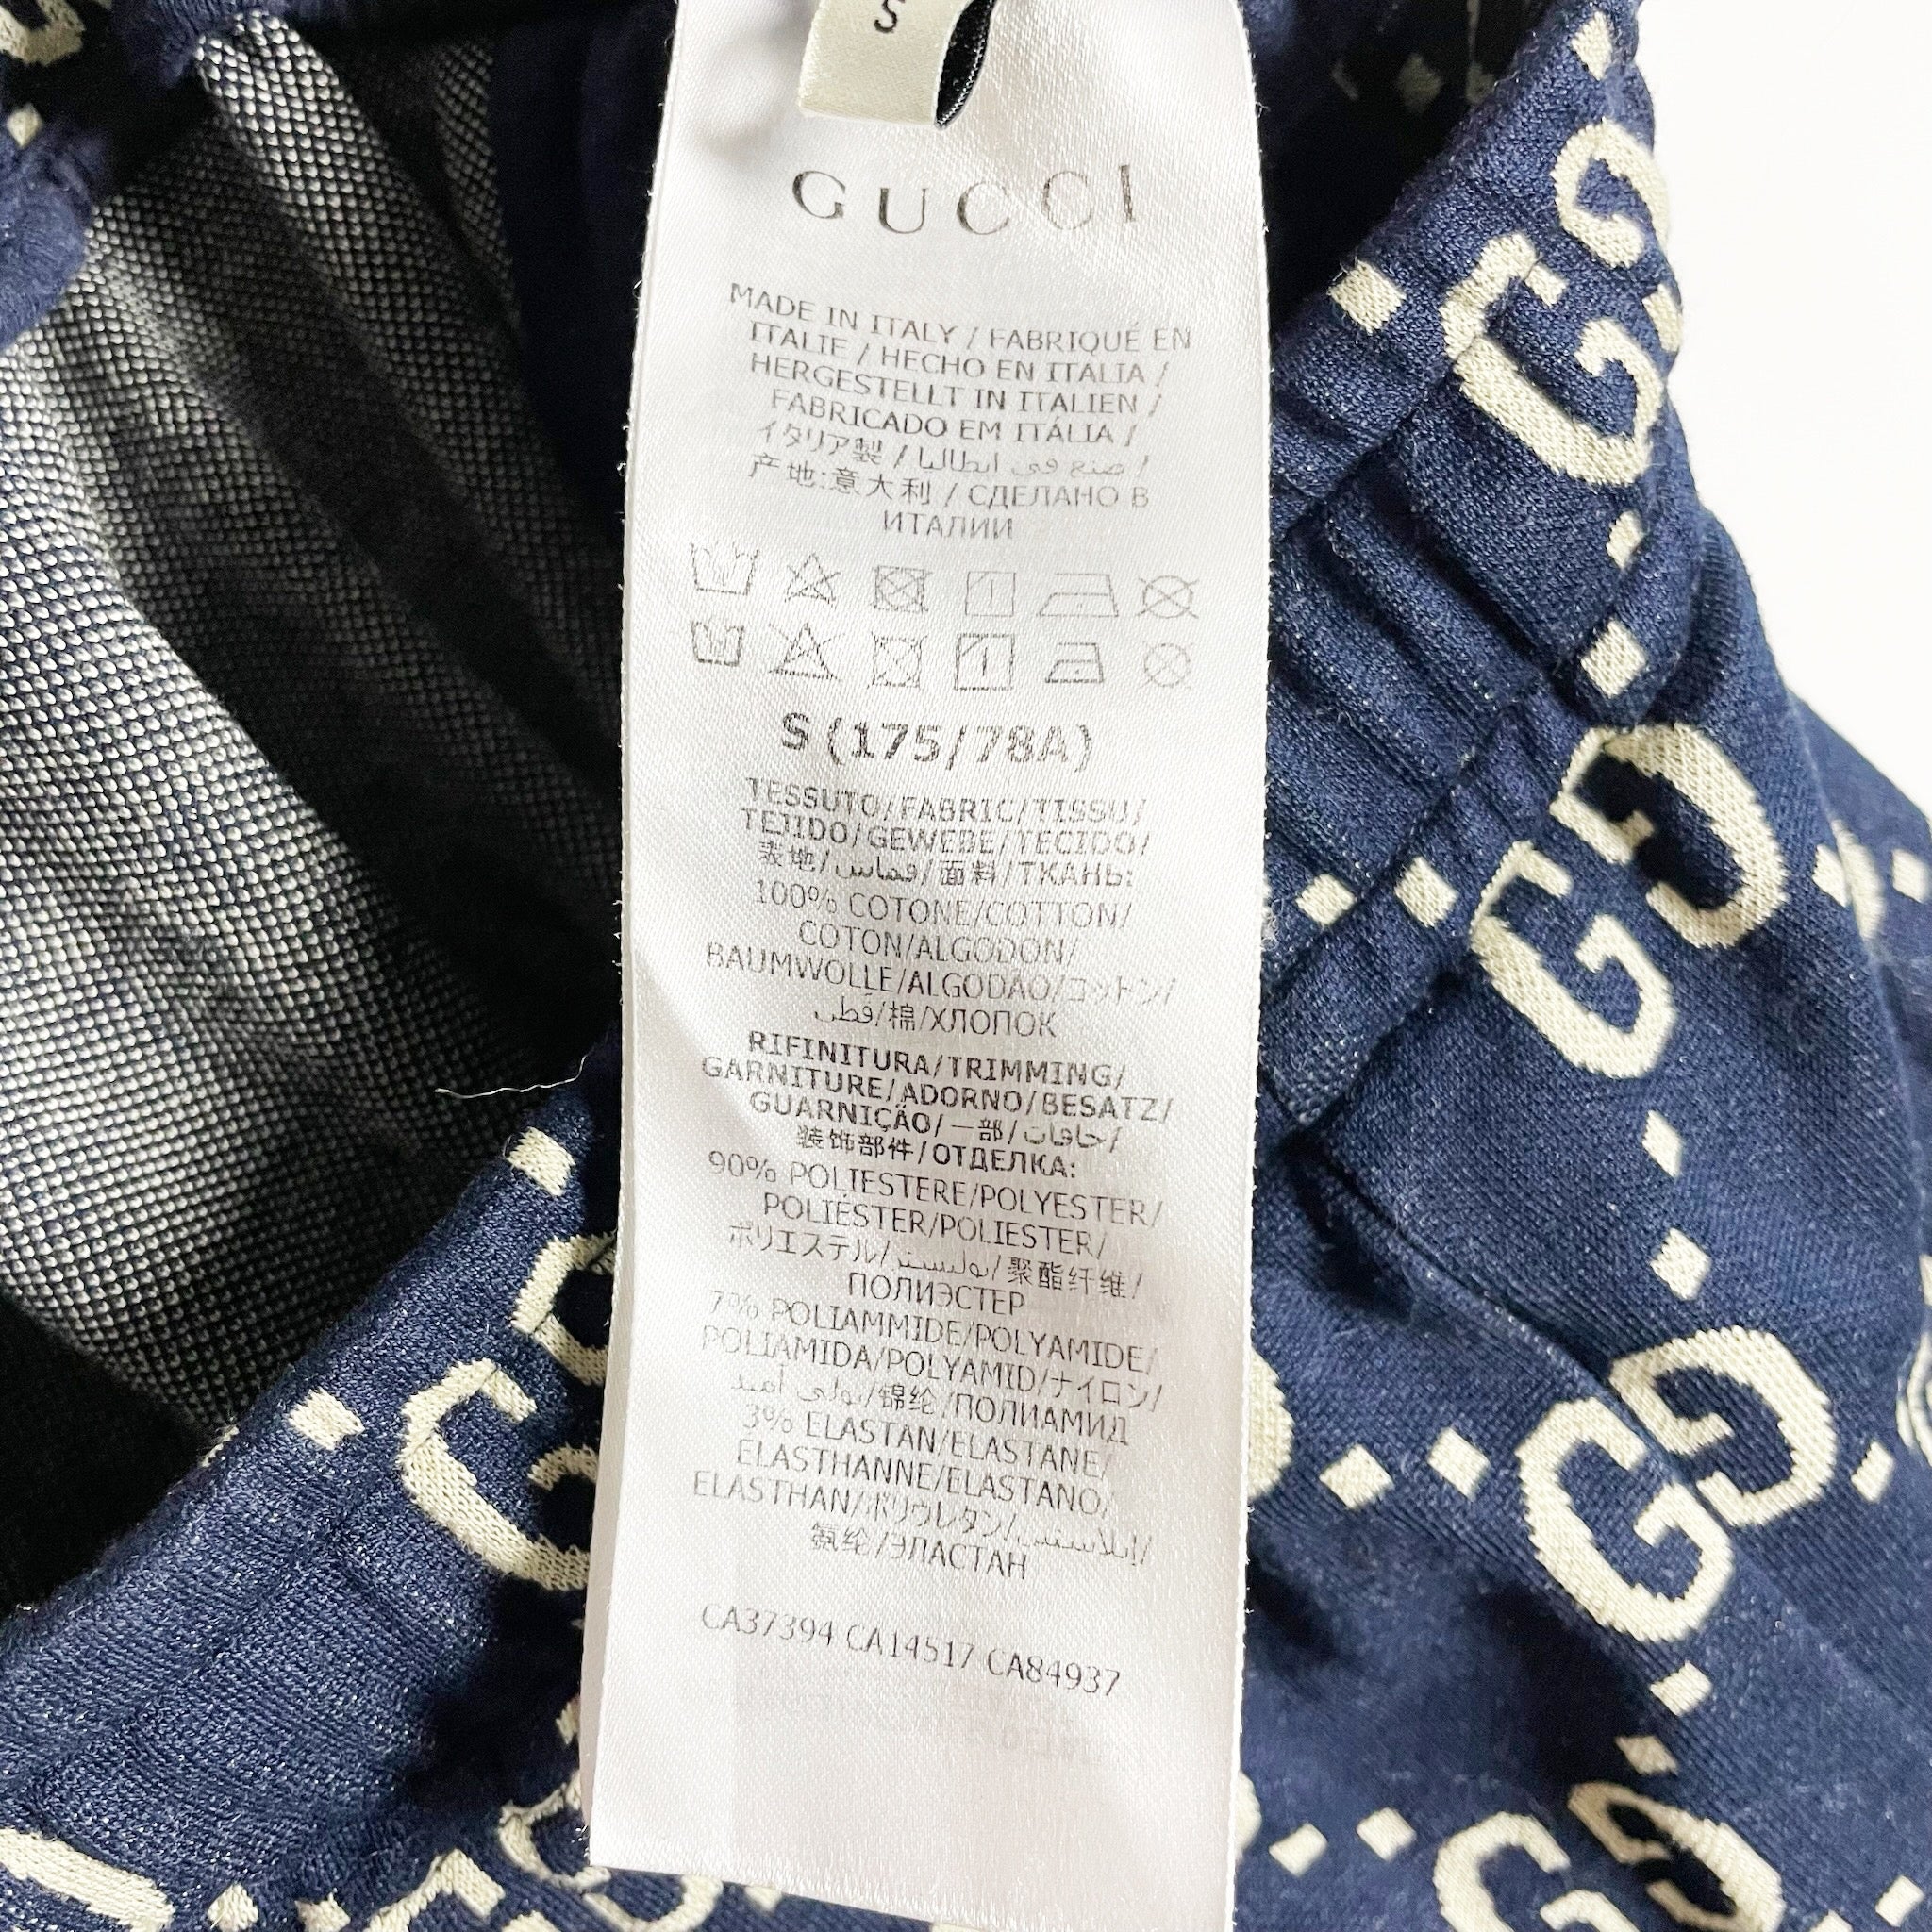 S
GUCCI
MADE IN ITALY / FABRIQUÉ EN
ITALIE / HECHO EN ITALIA /
HERGESTELLT IN ITALIEN /
FABRICADO EM ITÁLIA /
イタリア製 / صنع في ايطاليا /
产地:意大利 / СДЕЛАНО В
ИТАЛИИ
S (175/78A)
TESSUTO/FABRIC/TISSU/
TEJIDO/GEWEBE/TECIDO/
表地/قماس/面料/ТКАНЬ:
100% COTONE/COTTON/
COTON/ALGODON/
BAUMWOLLE/ALGODAO/コットン/
قطن/棉/ХЛОПОК
RIFINITURA/TRIMMING/
GARNITURE/ADORNO/BESATZ/
GUARNIÇÃO/一部/حافات/
装饰部件/ОТДЕЛКА:
90% POLIESTERE/POLYESTER/
POLIÉSTER/POLIESTER/
ポリエステル/بوليستر/聚酯纤维/
ПОЛИЭСТЕР
7% POLIAMMIDE/POLYAMIDE/
POLIAMIDA/POLYAMID/ナイロン/
بولي أميد/锦纶/ПОЛИАМИД
3% ELASTAN/ELASTANE/
ELASTHANNE/ELASTANO/
ELASTHAN/ポリウレタン/إيلاستين/
氨纶/ЭЛАСТАН
CA37394 CA14517 CA84937